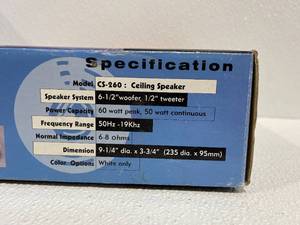 Specification
Model CS-260 : Ceiling Speaker
Speaker System 6-1/2"woofer, 1/2" tweeter
Power Capacity 60 watt peak, 50 watt continuous
Frequency Range 50Hz -19Khz
Normal Impedance 6-8 ohms
Dimension 9-1/4" dia. x 3-3/4" (235 dia. x 95mm)
Color Options White only